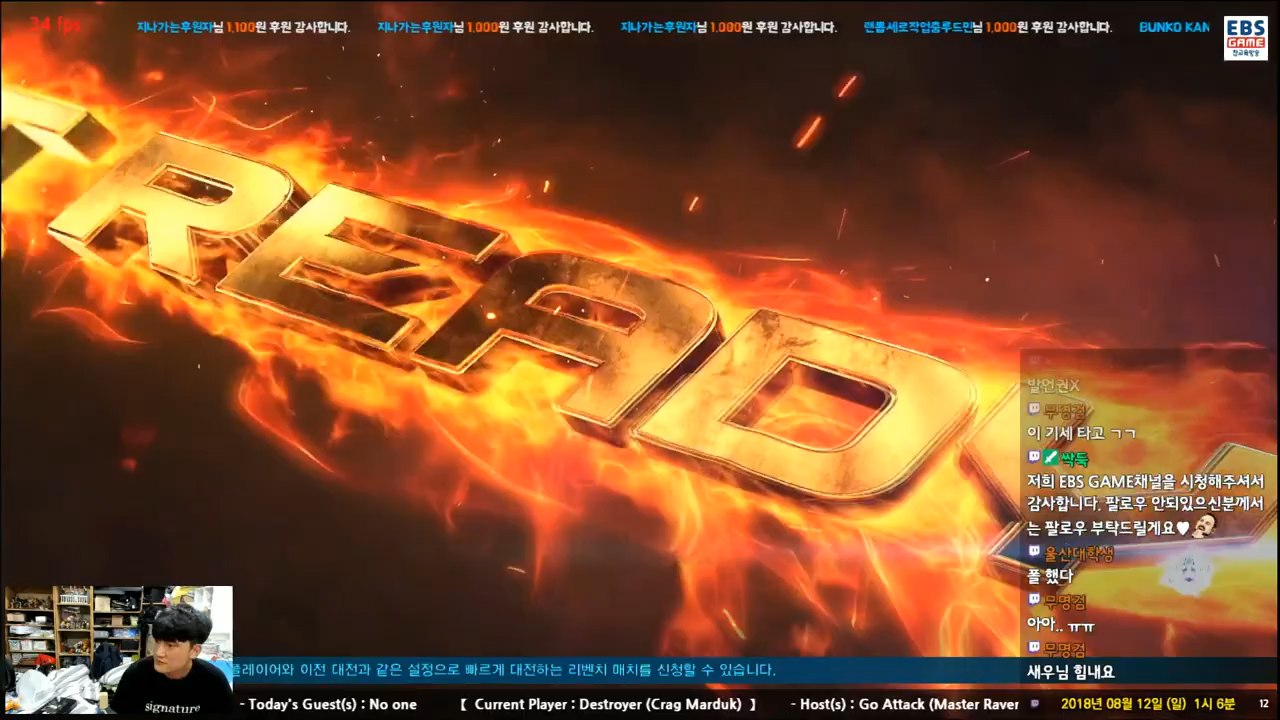 34 fps
지나가는후원자님 1,100원 후원 감사합니다.
지나가는후원자님 1,000원 후원 감사합니다.
지나가는후원자님 1,000원 후원 감사합니다.
랜뽑세로작업충루드민님 1,000원 후원 감사합니다.
BUNKO KAN
EBS
GAME
READ
발언권X
무명검
이 기세 타고 ㄱㄱ
싹둑
저희 EBS GAME채널을 시청해주셔서
감사합니다. 팔로우 안되있으신분께서
는 팔로우 부탁드릴게요♥
울산대학생
폴 했다
무명검
아아.. ㅠㅠ
무명검
새우님 힘내요
플레이어와 이전 대전과 같은 설정으로 빠르게 대전하는 리벤치 매치를 신청할 수 있습니다.
signature
- Today's Guest(s) : No one
【 Current Player : Destroyer (Crag Marduk) 】
- Host(s) : Go Attack (Master Raven
2018년 08월 12일 (일) 1시 6분
12